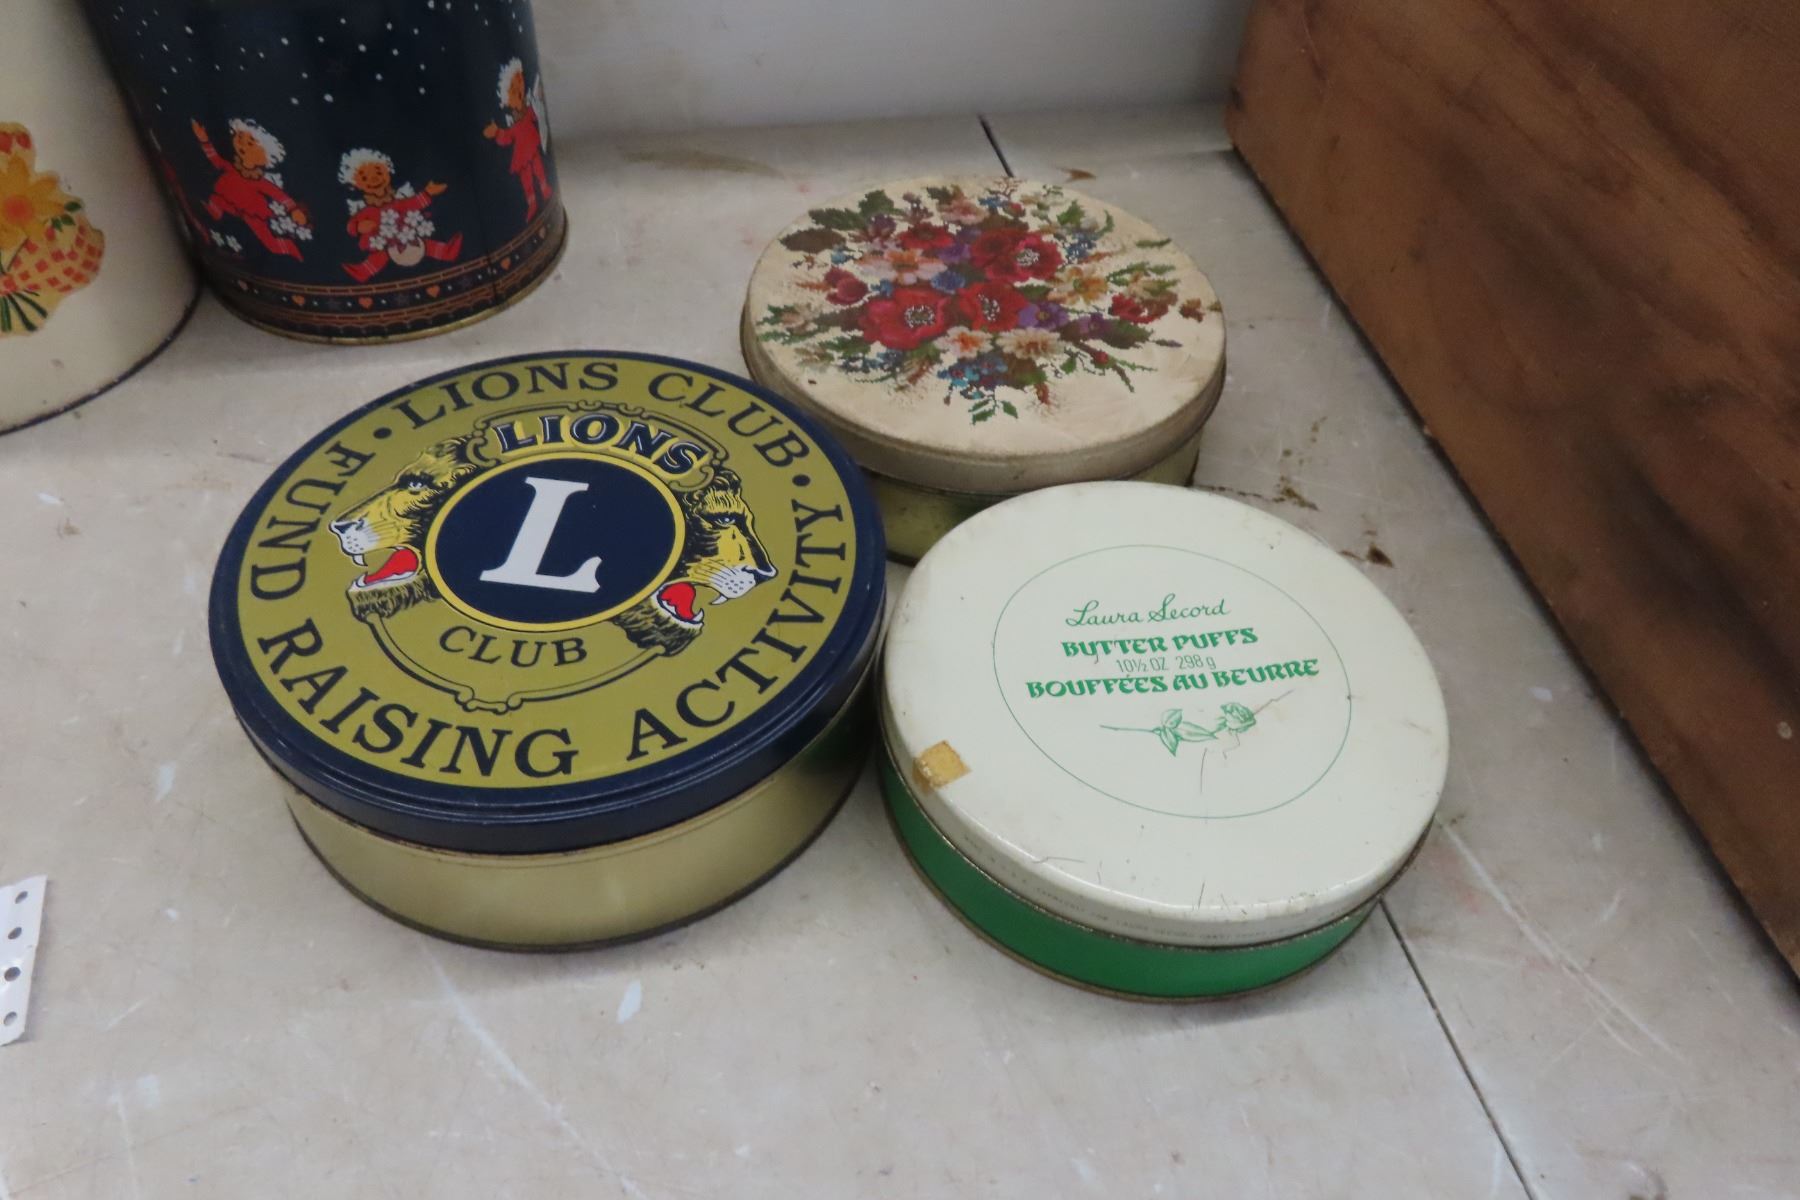 LIONS CLUB
FUND RAISING ACTIVITY
LIONS
L
CLUB
Laura Secord
BUTTER PUFFS
10½ OZ 298 g
BOUFFÉES AU BEURRE